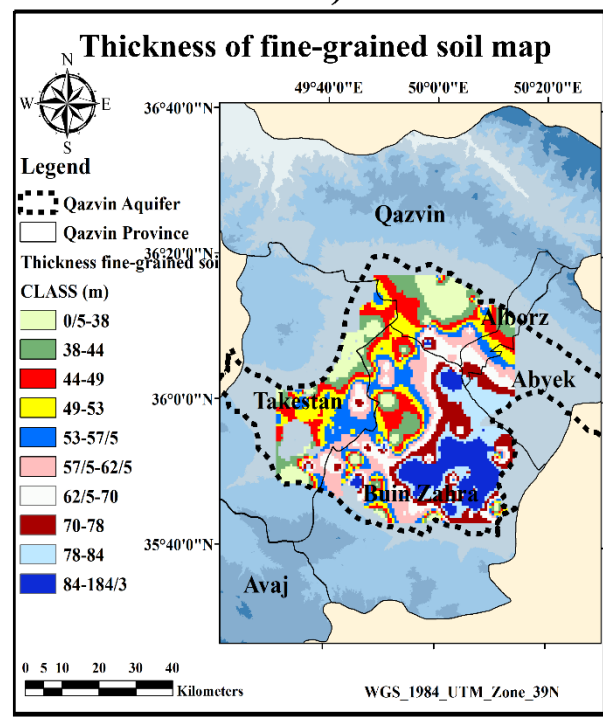 Thickness of fine-grained soil map
N
W
E
S
49°40'0"E
50°0'0"E
50°20'0"E
36°40'0"N
36°20'0"N
36°0'0"N
35°40'0"N
Legend
Qazvin Aquifer
Qazvin Province
Thickness fine-grained soi
CLASS (m)
0/5-38
38-44
44-49
49-53
53-57/5
57/5-62/5
62/5-70
70-78
78-84
84-184/3
Qazvin
Alborz
Abyek
Takestan
Buin Zahra
Avaj
0 5 10 20 30 40
Kilometers
WGS_1984_UTM_Zone_39N